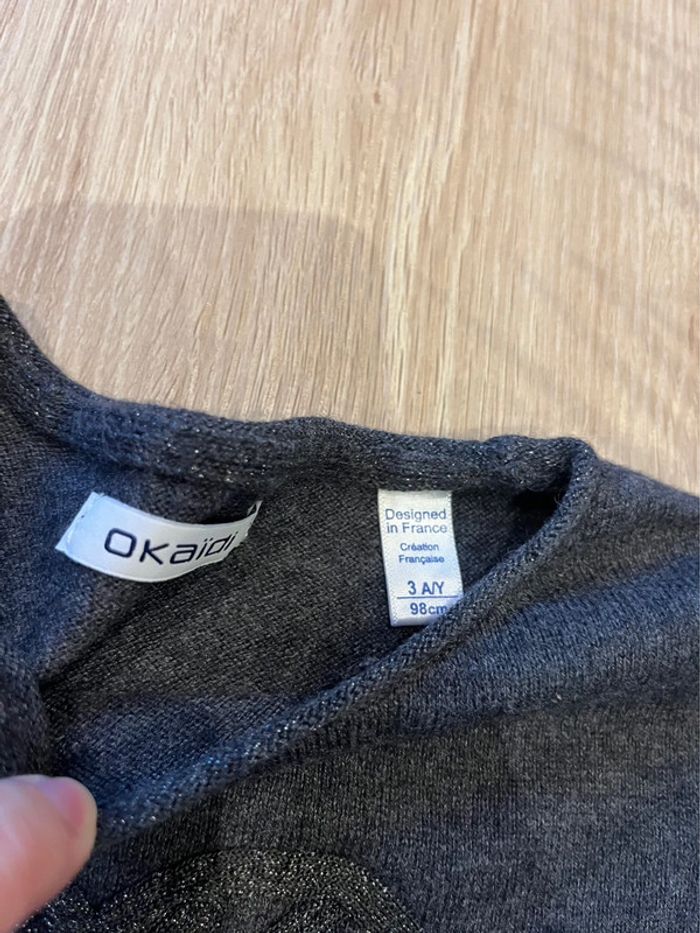 Okaïdi
Designed
in France
Création
Française
3 A/Y
98cm